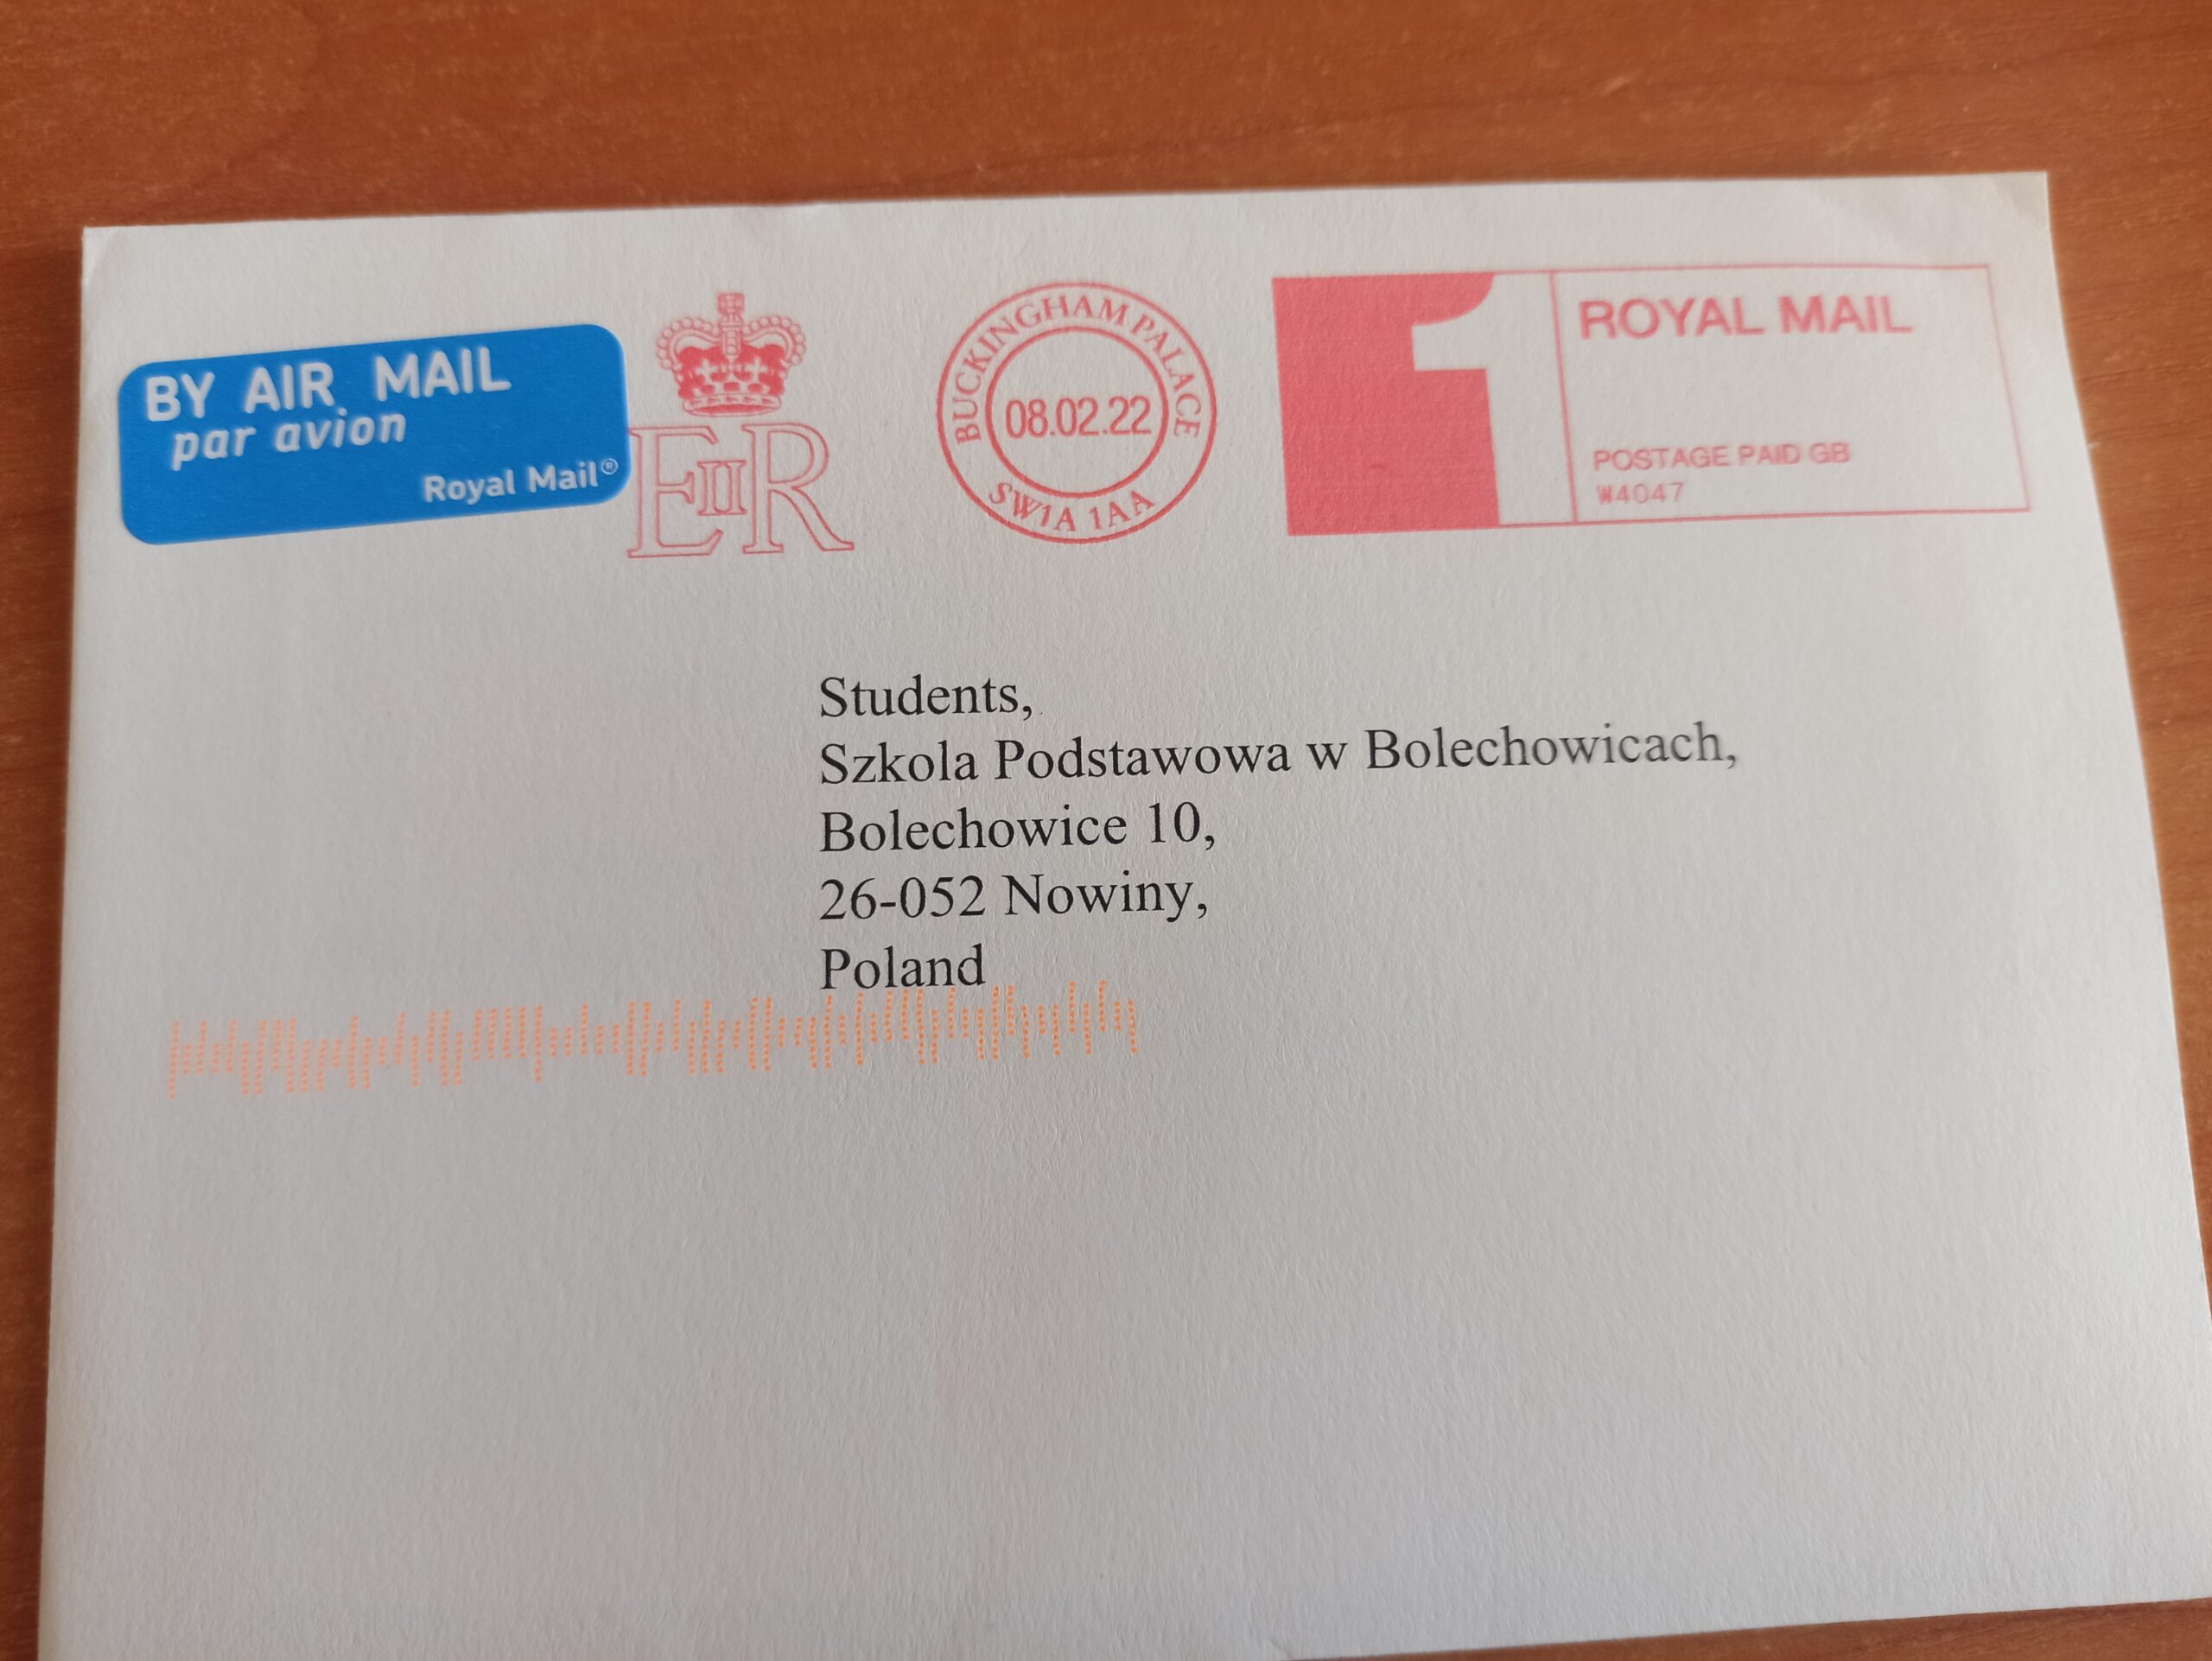 BY AIR MAIL
par avion
Royal Mail®
EIIR
BUCKINGHAM PALACE
08.02.22
SW1A 1AA
1
ROYAL MAIL
POSTAGE PAID GB
W4047
Students,
Szkola Podstawowa w Bolechowicach,
Bolechowice 10,
26-052 Nowiny,
Poland